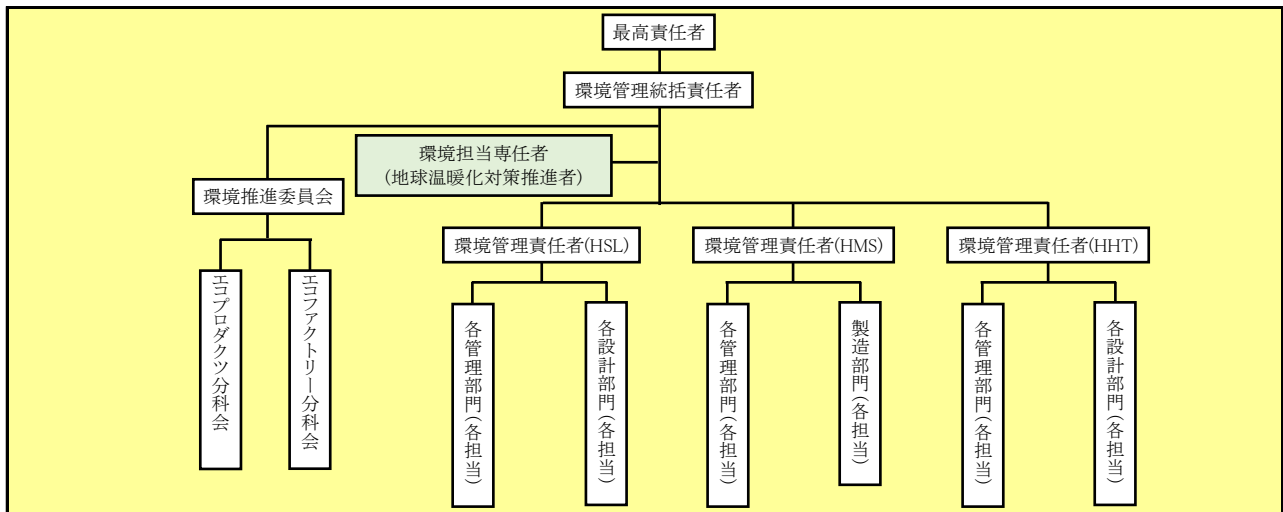 最高責任者
環境管理統括責任者
環境担当専任者
(地球温暖化対策推進者)
環境推進委員会
環境管理責任者(HSL)
環境管理責任者(HMS)
環境管理責任者(HHT)
エコプロダクツ分科会
エコファクトリー分科会
各管理部門(各担当)
各設計部門(各担当)
各管理部門(各担当)
製造部門(各担当)
各管理部門(各担当)
各設計部門(各担当)